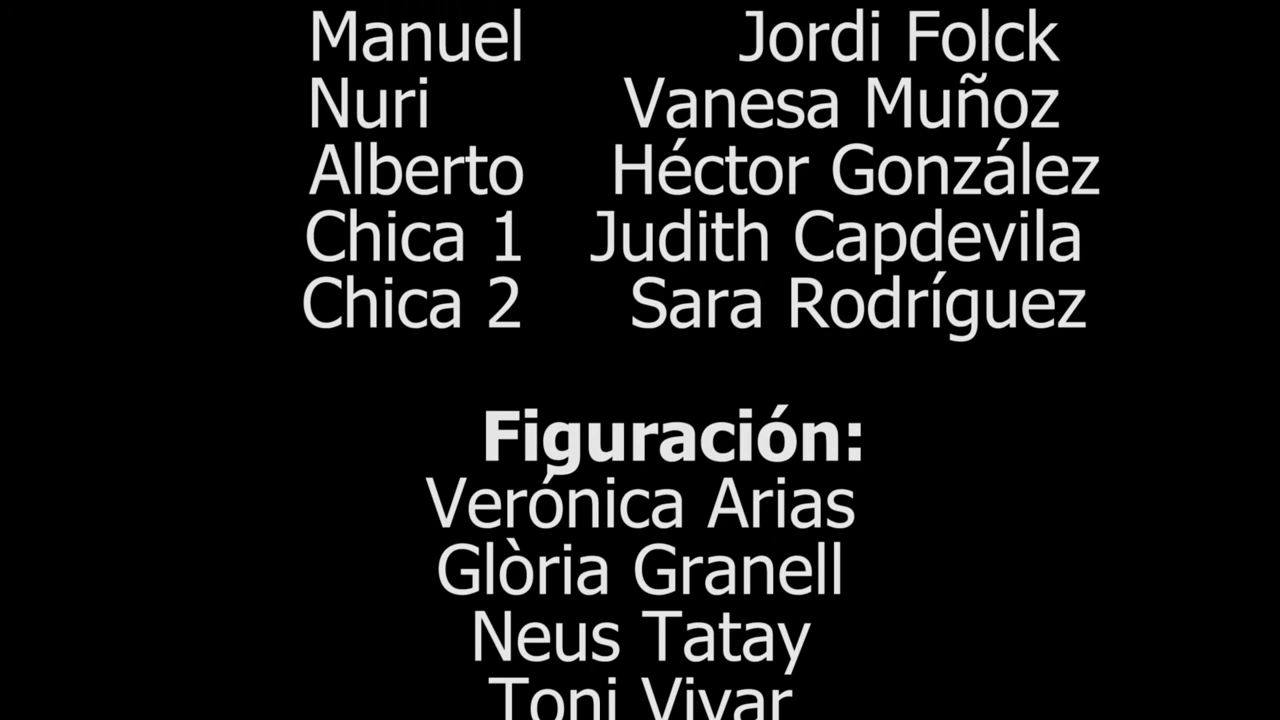 Manuel Jordi Folck
Nuri Vanesa Muñoz
Alberto Héctor González
Chica 1 Judith Capdevila
Chica 2 Sara Rodríguez
Figuración:
Verónica Arias
Glòria Granell
Neus Tatay
Toni Vivar